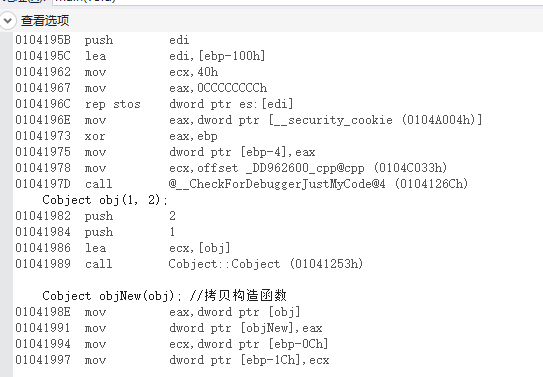 main(void)
查看选项
0104195B push edi
0104195C lea edi,[ebp-100h]
01041962 mov ecx,40h
01041967 mov eax,0CCCCCCCCh
0104196C rep stos dword ptr es:[edi]
0104196E mov eax,dword ptr [__security_cookie (0104A004h)]
01041973 xor eax,ebp
01041975 mov dword ptr [ebp-4],eax
01041978 mov ecx,offset _DD962600_cpp@cpp (0104C033h)
0104197D call @__CheckForDebuggerJustMyCode@4 (0104126Ch)
Cobject obj(1, 2);
01041982 push 2
01041984 push 1
01041986 lea ecx,[obj]
01041989 call Cobject::Cobject (01041253h)
Cobject objNew(obj); //拷贝构造函数
0104198E mov eax,dword ptr [obj]
01041991 mov dword ptr [objNew],eax
01041994 mov ecx,dword ptr [ebp-0Ch]
01041997 mov dword ptr [ebp-1Ch],ecx